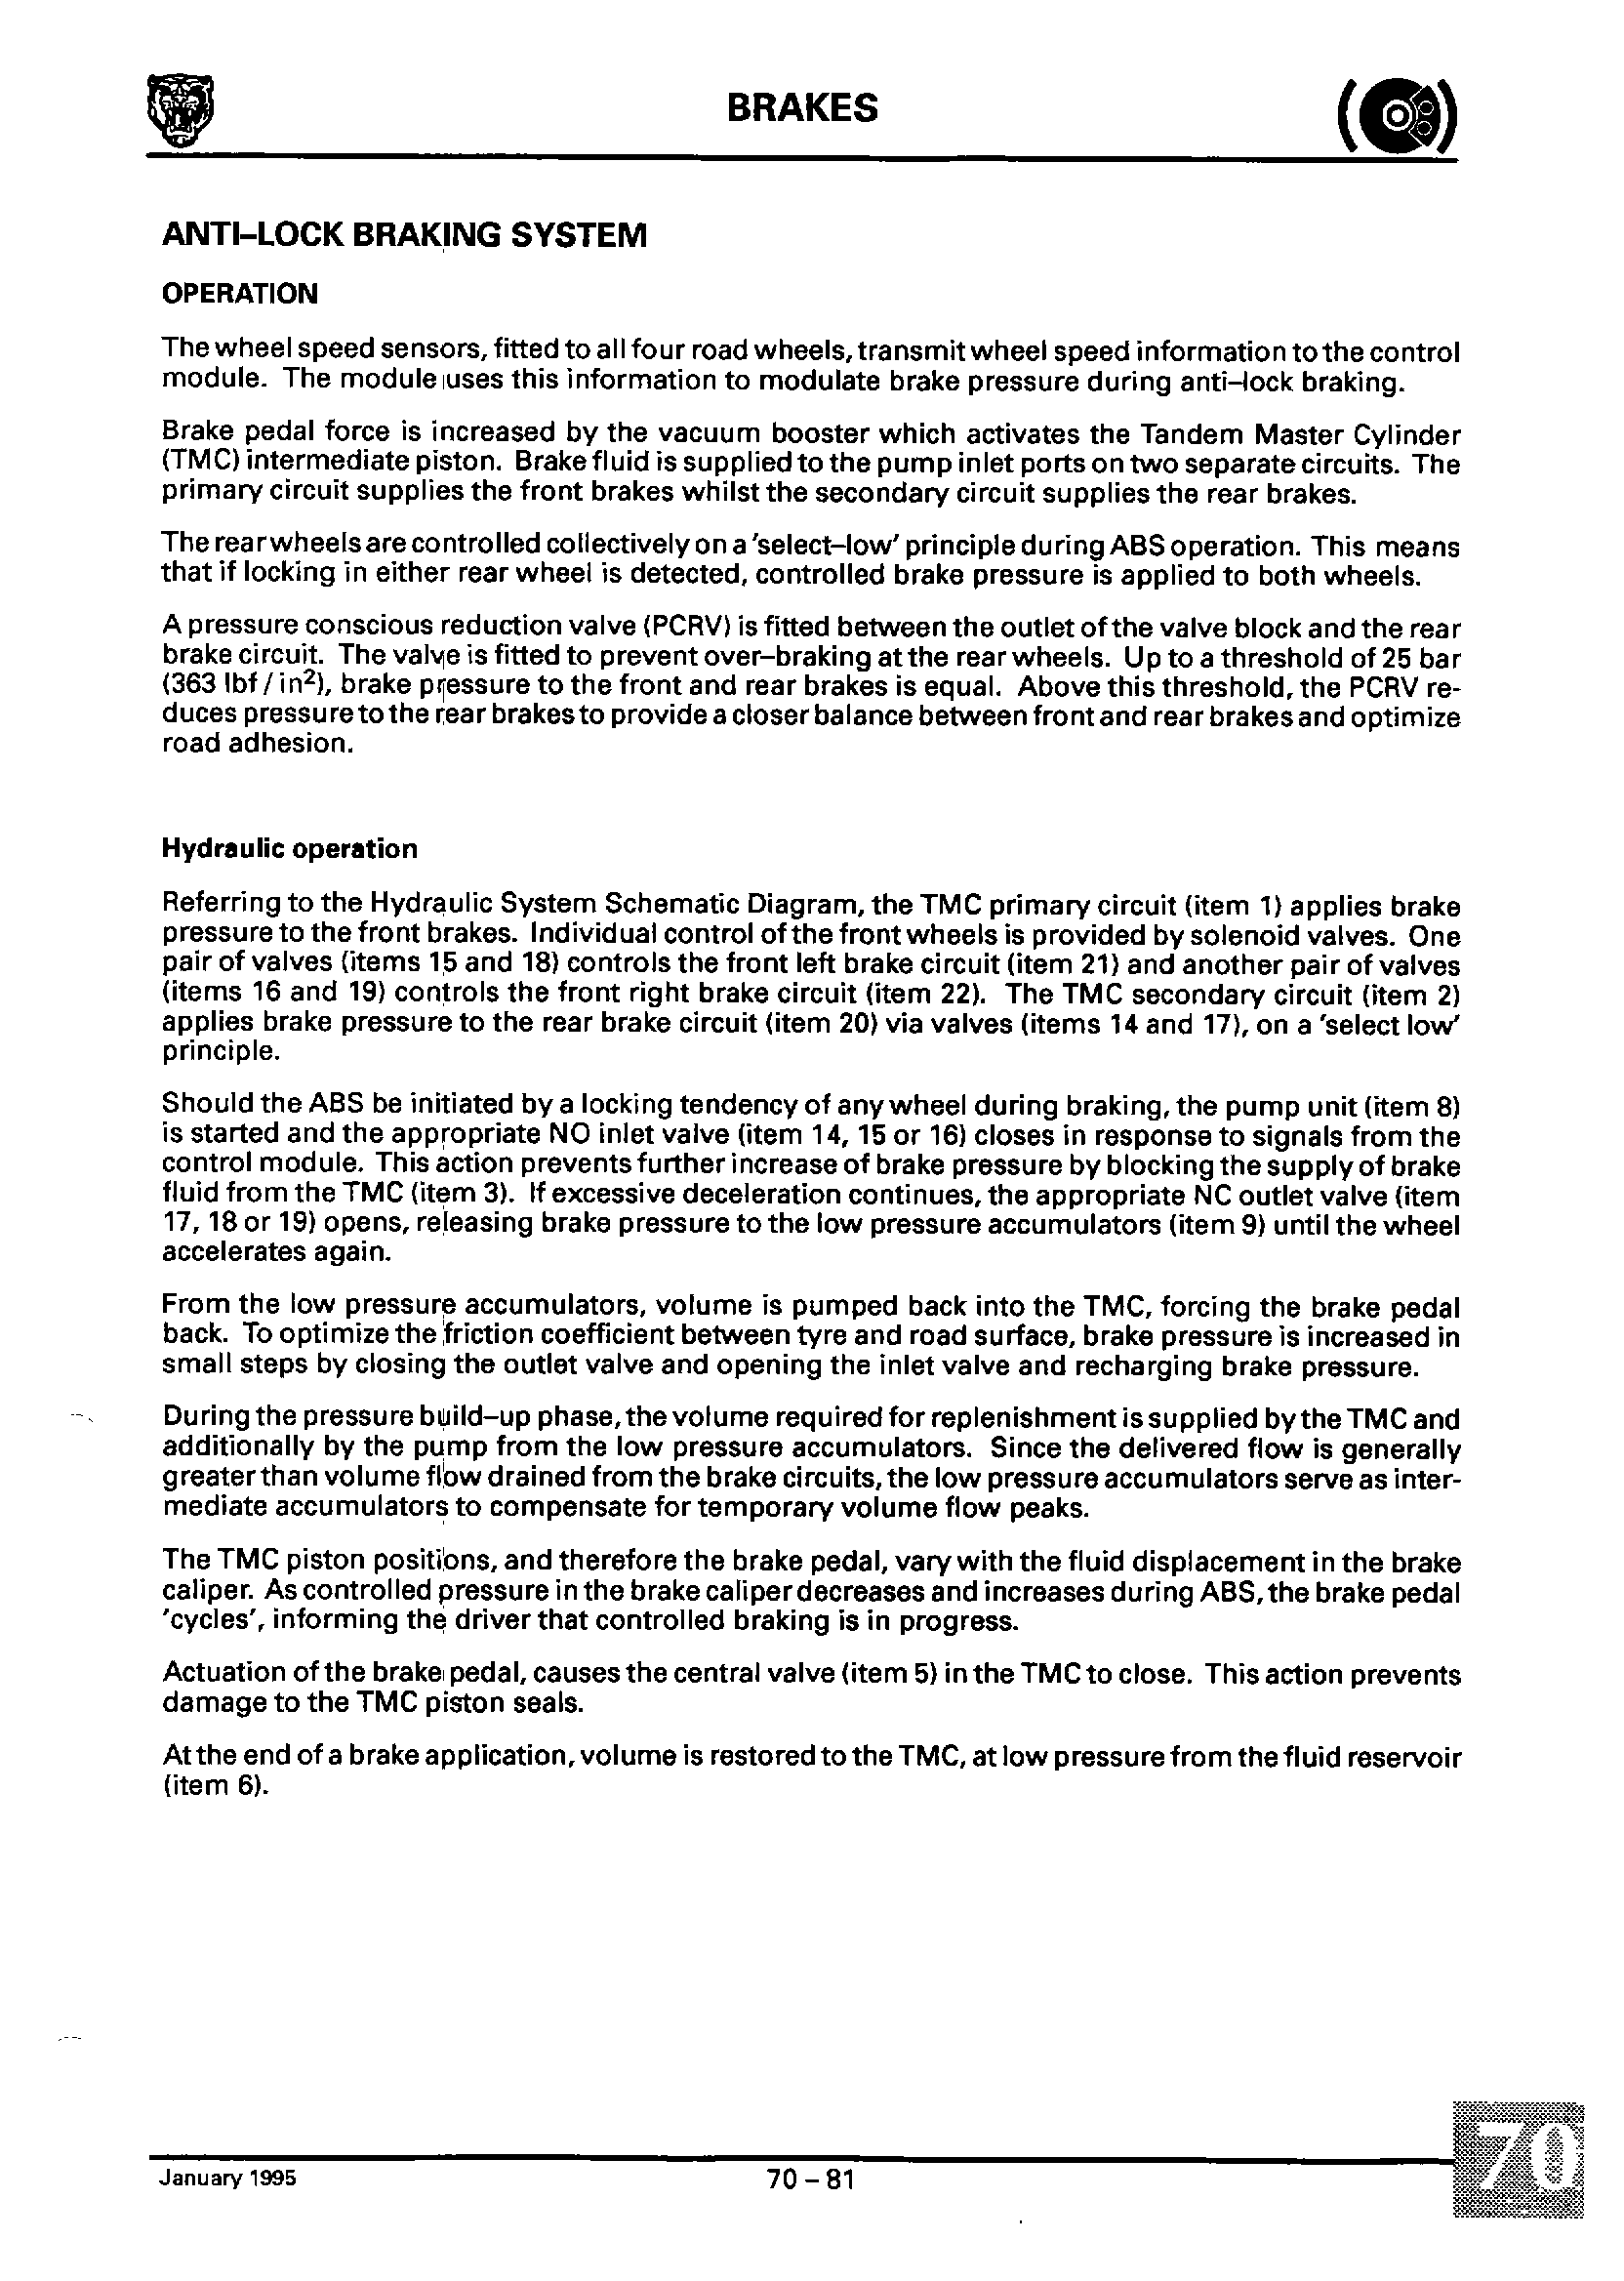 BRAKES
ANTI–LOCK BRAKING SYSTEM
OPERATION
The wheel speed sensors, fitted to all four road wheels, transmit wheel speed information to the control
module. The module uses this information to modulate brake pressure during anti–lock braking.
Brake pedal force is increased by the vacuum booster which activates the Tandem Master Cylinder
(TMC) intermediate piston. Brake fluid is supplied to the pump inlet ports on two separate circuits. The
primary circuit supplies the front brakes whilst the secondary circuit supplies the rear brakes.
The rear wheels are controlled collectively on a 'select–low' principle during ABS operation. This means
that if locking in either rear wheel is detected, controlled brake pressure is applied to both wheels.
A pressure conscious reduction valve (PCRV) is fitted between the outlet of the valve block and the rear
brake circuit. The valve is fitted to prevent over–braking at the rear wheels. Up to a threshold of 25 bar
(363 lbf / in²), brake pressure to the front and rear brakes is equal. Above this threshold, the PCRV re-
duces pressure to the rear brakes to provide a closer balance between front and rear brakes and optimize
road adhesion.
Hydraulic operation
Referring to the Hydraulic System Schematic Diagram, the TMC primary circuit (item 1) applies brake
pressure to the front brakes. Individual control of the front wheels is provided by solenoid valves. One
pair of valves (items 15 and 18) controls the front left brake circuit (item 21) and another pair of valves
(items 16 and 19) controls the front right brake circuit (item 22). The TMC secondary circuit (item 2)
applies brake pressure to the rear brake circuit (item 20) via valves (items 14 and 17), on a 'select low'
principle.
Should the ABS be initiated by a locking tendency of any wheel during braking, the pump unit (item 8)
is started and the appropriate NO inlet valve (item 14, 15 or 16) closes in response to signals from the
control module. This action prevents further increase of brake pressure by blocking the supply of brake
fluid from the TMC (item 3). If excessive deceleration continues, the appropriate NC outlet valve (item
17, 18 or 19) opens, releasing brake pressure to the low pressure accumulators (item 9) until the wheel
accelerates again.
From the low pressure accumulators, volume is pumped back into the TMC, forcing the brake pedal
back. To optimize the friction coefficient between tyre and road surface, brake pressure is increased in
small steps by closing the outlet valve and opening the inlet valve and recharging brake pressure.
During the pressure build–up phase, the volume required for replenishment is supplied by the TMC and
additionally by the pump from the low pressure accumulators. Since the delivered flow is generally
greater than volume flow drained from the brake circuits, the low pressure accumulators serve as inter-
mediate accumulators to compensate for temporary volume flow peaks.
The TMC piston positions, and therefore the brake pedal, vary with the fluid displacement in the brake
caliper. As controlled pressure in the brake caliper decreases and increases during ABS, the brake pedal
'cycles', informing the driver that controlled braking is in progress.
Actuation of the brake pedal, causes the central valve (item 5) in the TMC to close. This action prevents
damage to the TMC piston seals.
At the end of a brake application, volume is restored to the TMC, at low pressure from the fluid reservoir
(item 6).
January 1995
70 – 81
70